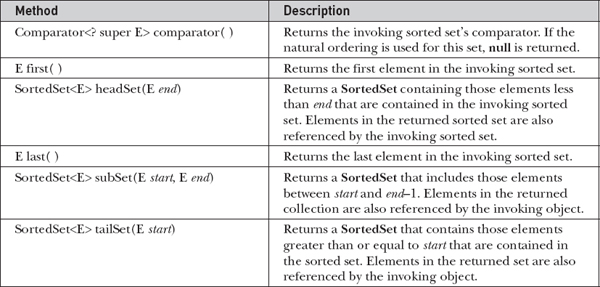 Method Description
Comparator<? super E> comparator( ) Returns the invoking sorted set's comparator. If the
natural ordering is used for this set, null is returned.
E first( ) Returns the first element in the invoking sorted set.
SortedSet<E> headSet(E end) Returns a SortedSet containing those elements less
than end that are contained in the invoking sorted
set. Elements in the returned sorted set are also
referenced by the invoking sorted set.
E last( ) Returns the last element in the invoking sorted set.
SortedSet<E> subSet(E start, E end) Returns a SortedSet that includes those elements
between start and end–1. Elements in the returned
collection are also referenced by the invoking object.
SortedSet<E> tailSet(E start) Returns a SortedSet that contains those elements
greater than or equal to start that are contained in
the sorted set. Elements in the returned set are also
referenced by the invoking object.